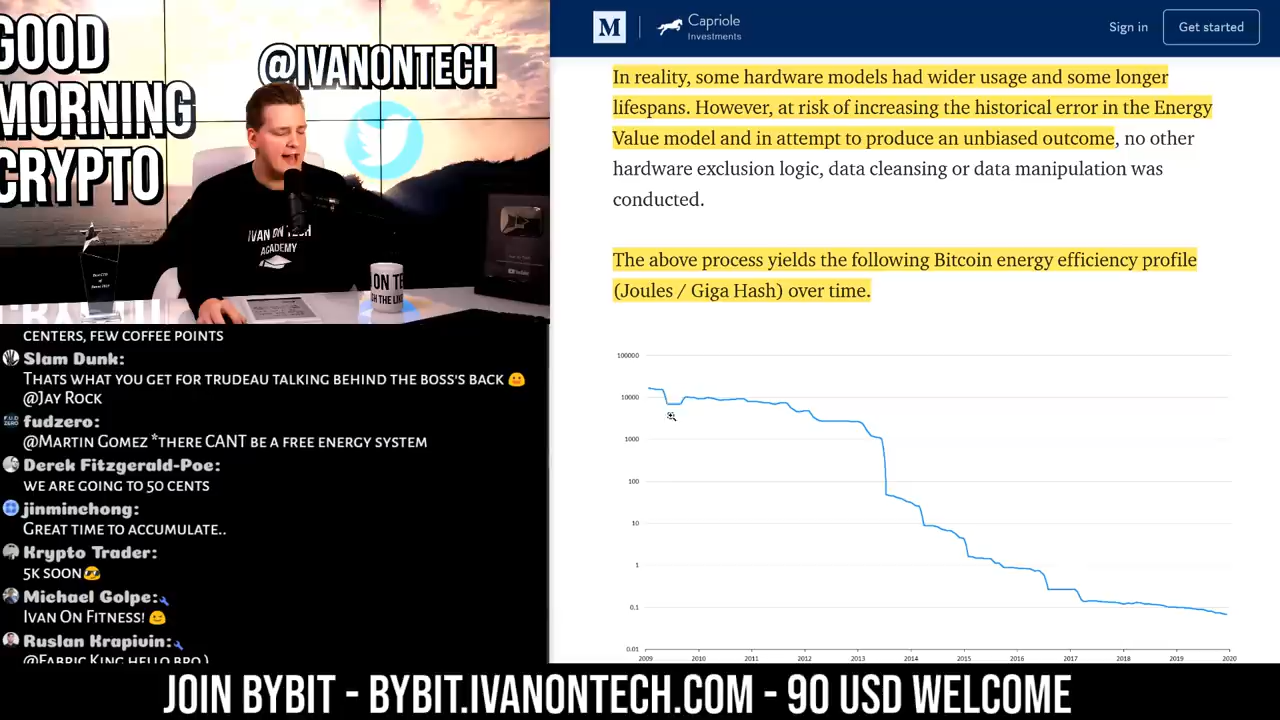 GOOD
MORNING
CRYPTO
@IVANONTECH
IVAN ON TECH
ACADEMY
ON TE
CENTERS, FEW COFFEE POINTS
Slam Dunk:
THATS WHAT YOU GET FOR TRUDEAU TALKING BEHIND THE BOSS'S BACK
@JAY ROCK
fudzero:
@MARTIN GOMEZ *THERE CANT BE A FREE ENERGY SYSTEM
Derek Fitzgerald-Poe:
WE ARE GOING TO 50 CENTS
jinminchong:
GREAT TIME TO ACCUMULATE..
Krypto Trader:
5K SOON
Michael Golpe:
IVAN ON FITNESS!
Ruslan Krapivin:
@FABRIC KING HELLO BRO )
M
Capriole
Investments
Sign in
Get started
In reality, some hardware models had wider usage and some longer
lifespans. However, at risk of increasing the historical error in the Energy
Value model and in attempt to produce an unbiased outcome, no other
hardware exclusion logic, data cleansing or data manipulation was
conducted.
The above process yields the following Bitcoin energy efficiency profile
(Joules / Giga Hash) over time.
100000
10000
1000
100
10
1
0.1
0.01
2009 2010 2011 2012 2013 2014 2015 2016 2017 2018 2019 2020
JOIN BYBIT - BYBIT.IVANONTECH.COM - 90 USD WELCOME